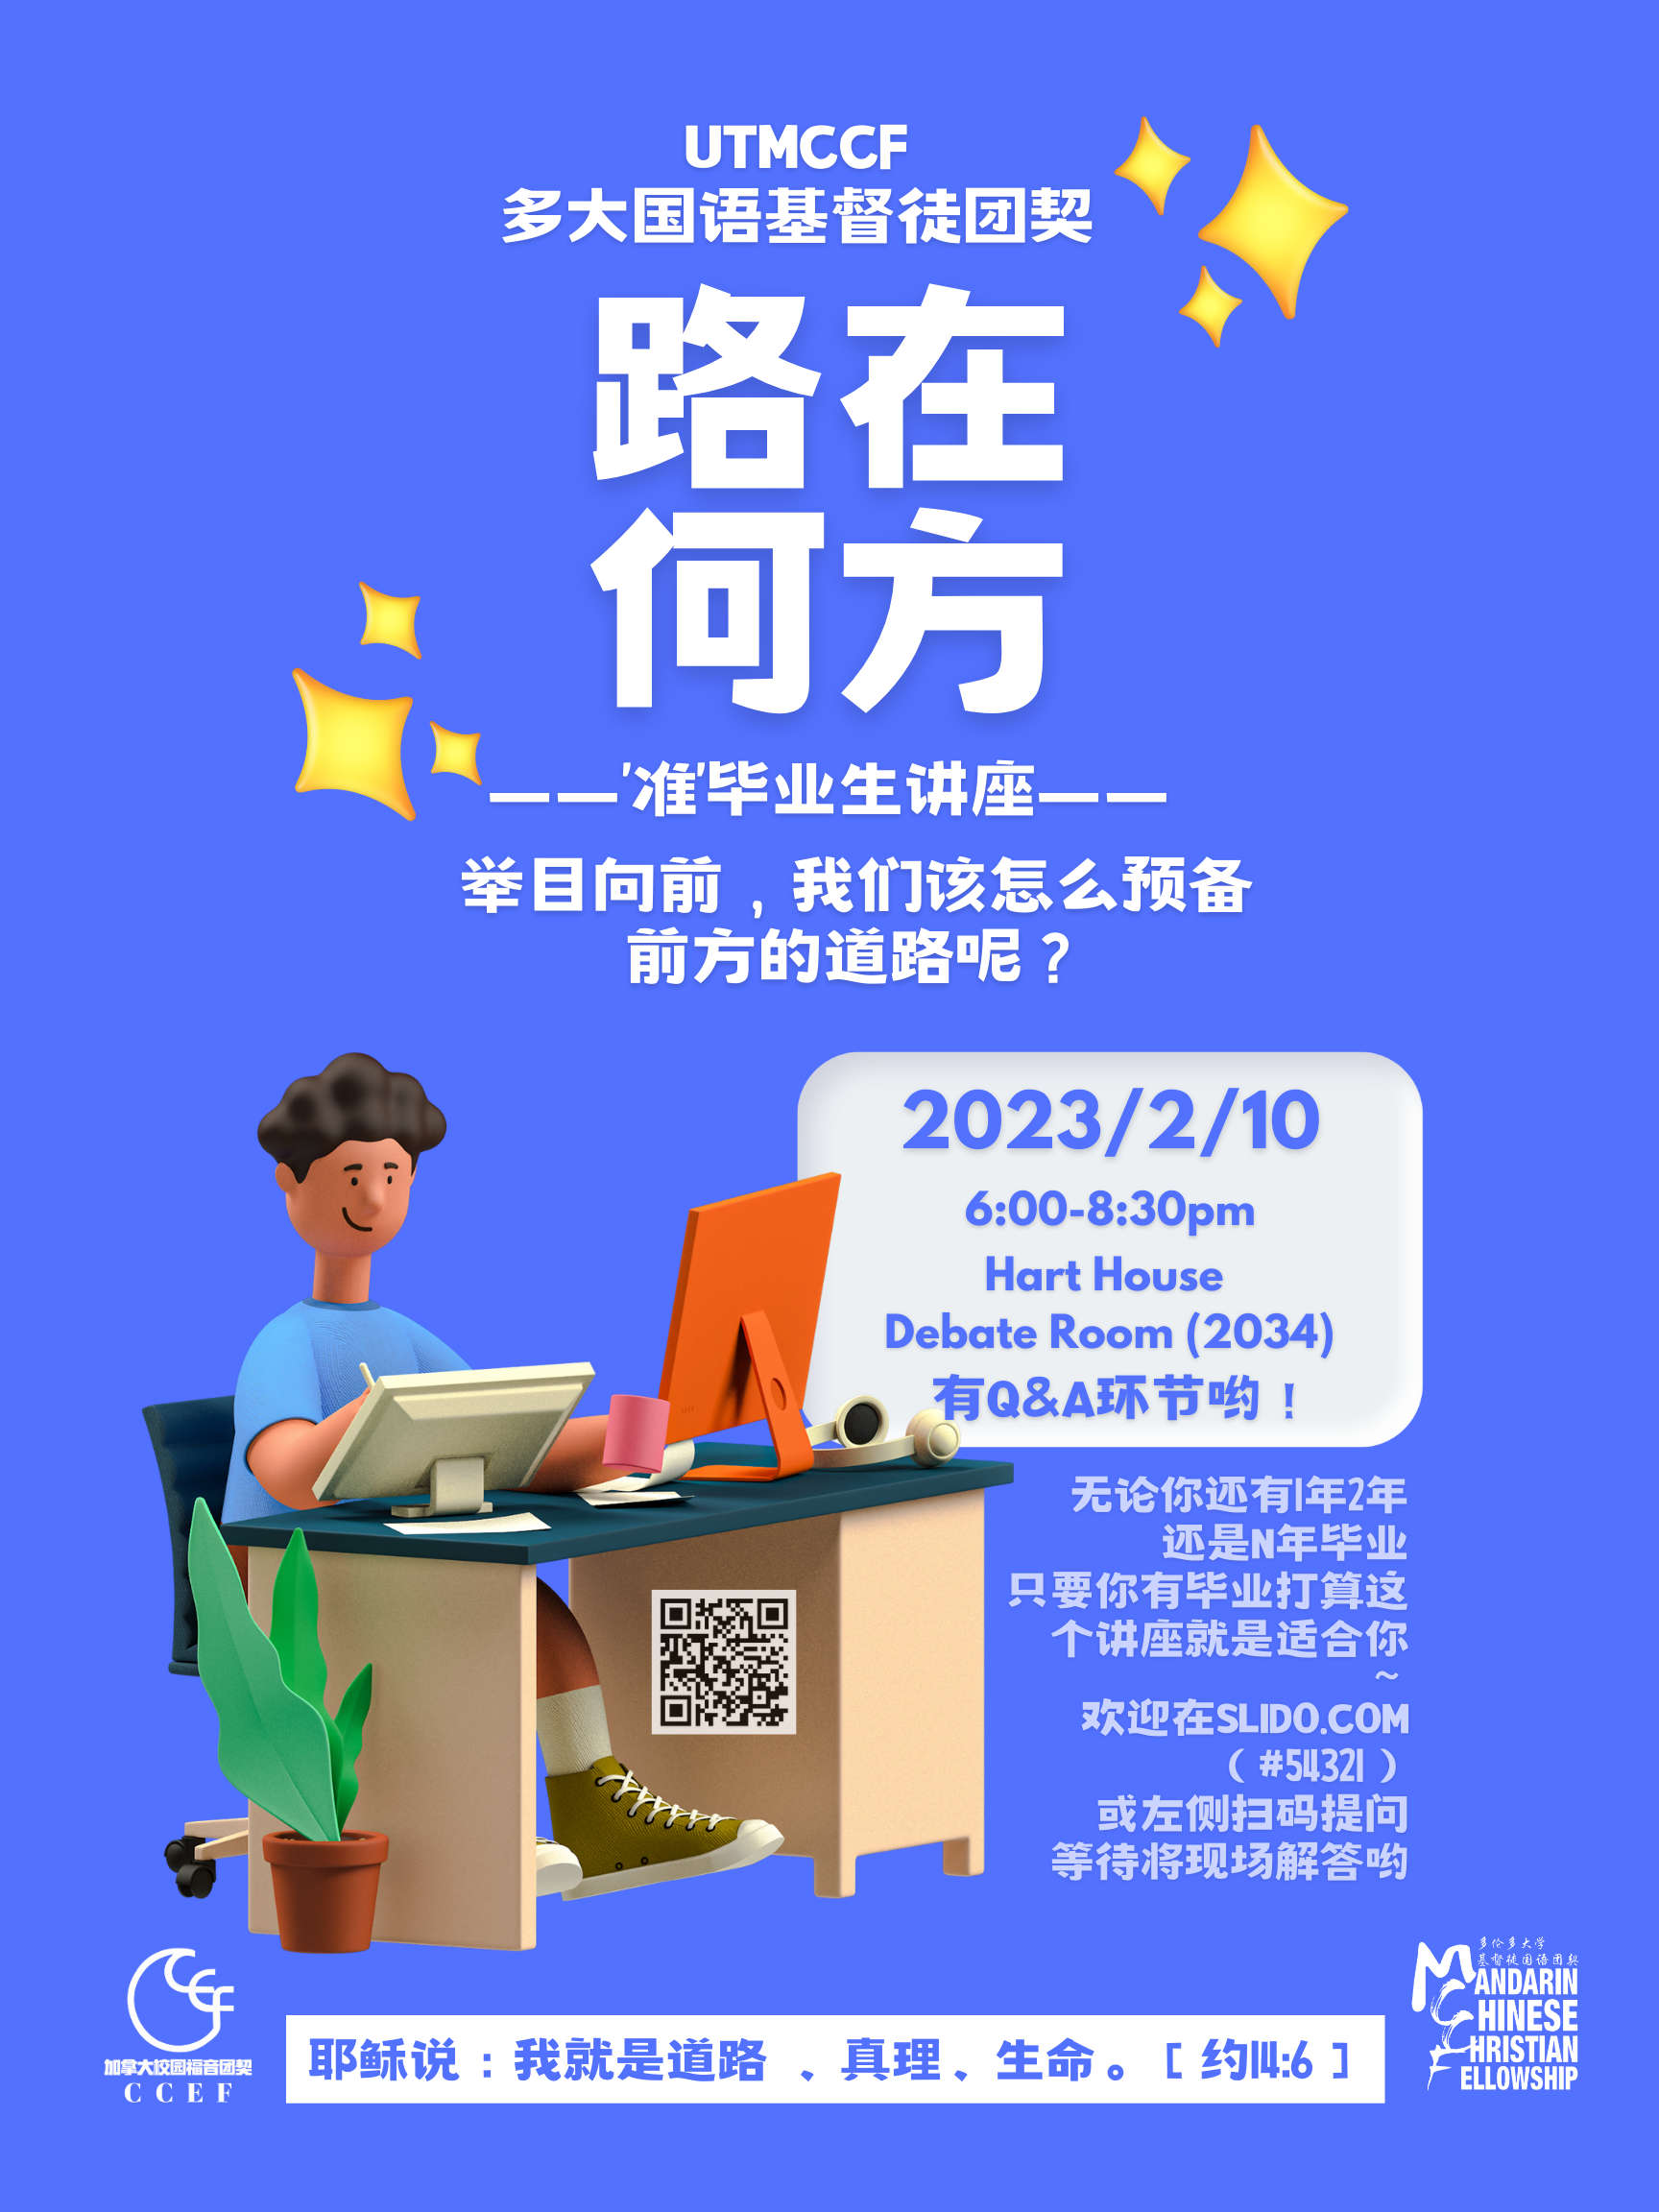 UTMCCF
多大国语基督徒团契
路在
何方
——'准'毕业生讲座——
举目向前，我们该怎么预备
前方的道路呢？
2023/2/10
6:00-8:30pm
Hart House
Debate Room (2034)
有Q&A环节哟！
无论你还有1年2年
还是N年毕业
只要你有毕业打算这
个讲座就是适合你
~
欢迎在SLIDO.COM
（#54321）
或左侧扫码提问
等待将现场解答哟
CCEF
加拿大校园福音团契
CCEF
耶稣说：我就是道路 、真理、生命。[ 约14:6 ]
多伦多大学
基督徒国语团契
MANDARIN
CHINESE
CHRISTIAN
FELLOWSHIP